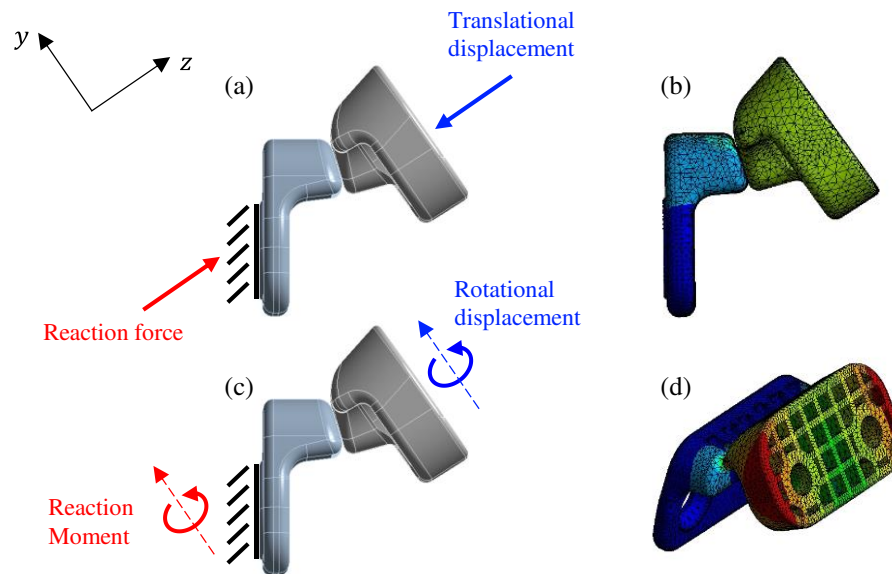 Translational
displacement
y
z
(a)
(b)
Reaction force
Rotational
displacement
(c)
(d)
Reaction
Moment